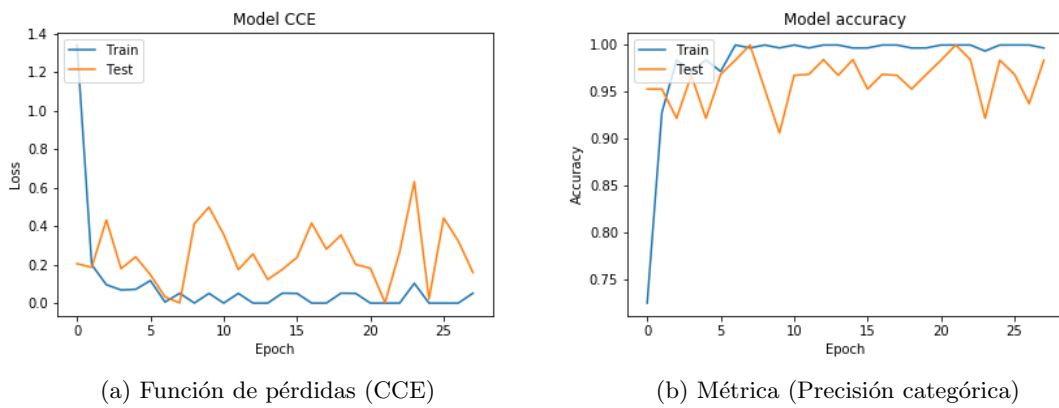 Model CCE
1.4
1.2
1.0
0.8
0.6
0.4
0.2
0.0
Loss
Train
Test
0
5
10
15
20
25
Epoch
(a) Función de pérdidas (CCE)
Model accuracy
1.00
0.95
0.90
0.85
0.80
0.75
Accuracy
Train
Test
0
5
10
15
20
25
Epoch
(b) Métrica (Precisión categórica)